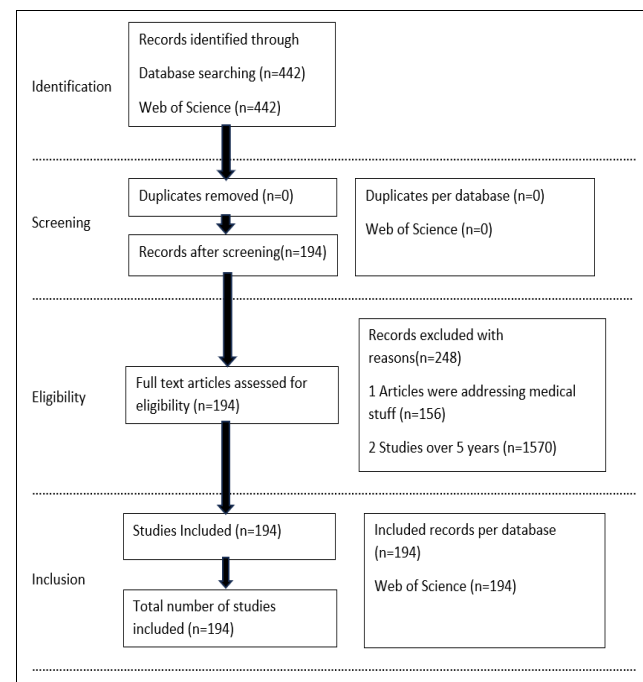 Identification
Records identified through
Database searching (n=442)
Web of Science (n=442)
Screening
Duplicates removed (n=0)
Records after screening(n=194)
Duplicates per database (n=0)
Web of Science (n=0)
Eligibility
Full text articles assessed for
eligibility (n=194)
Records excluded with
reasons(n=248)
1 Articles were addressing medical
stuff (n=156)
2 Studies over 5 years (n=1570)
Inclusion
Studies Included (n=194)
Total number of studies
included (n=194)
Included records per database
(n=194)
Web of Science (n=194)